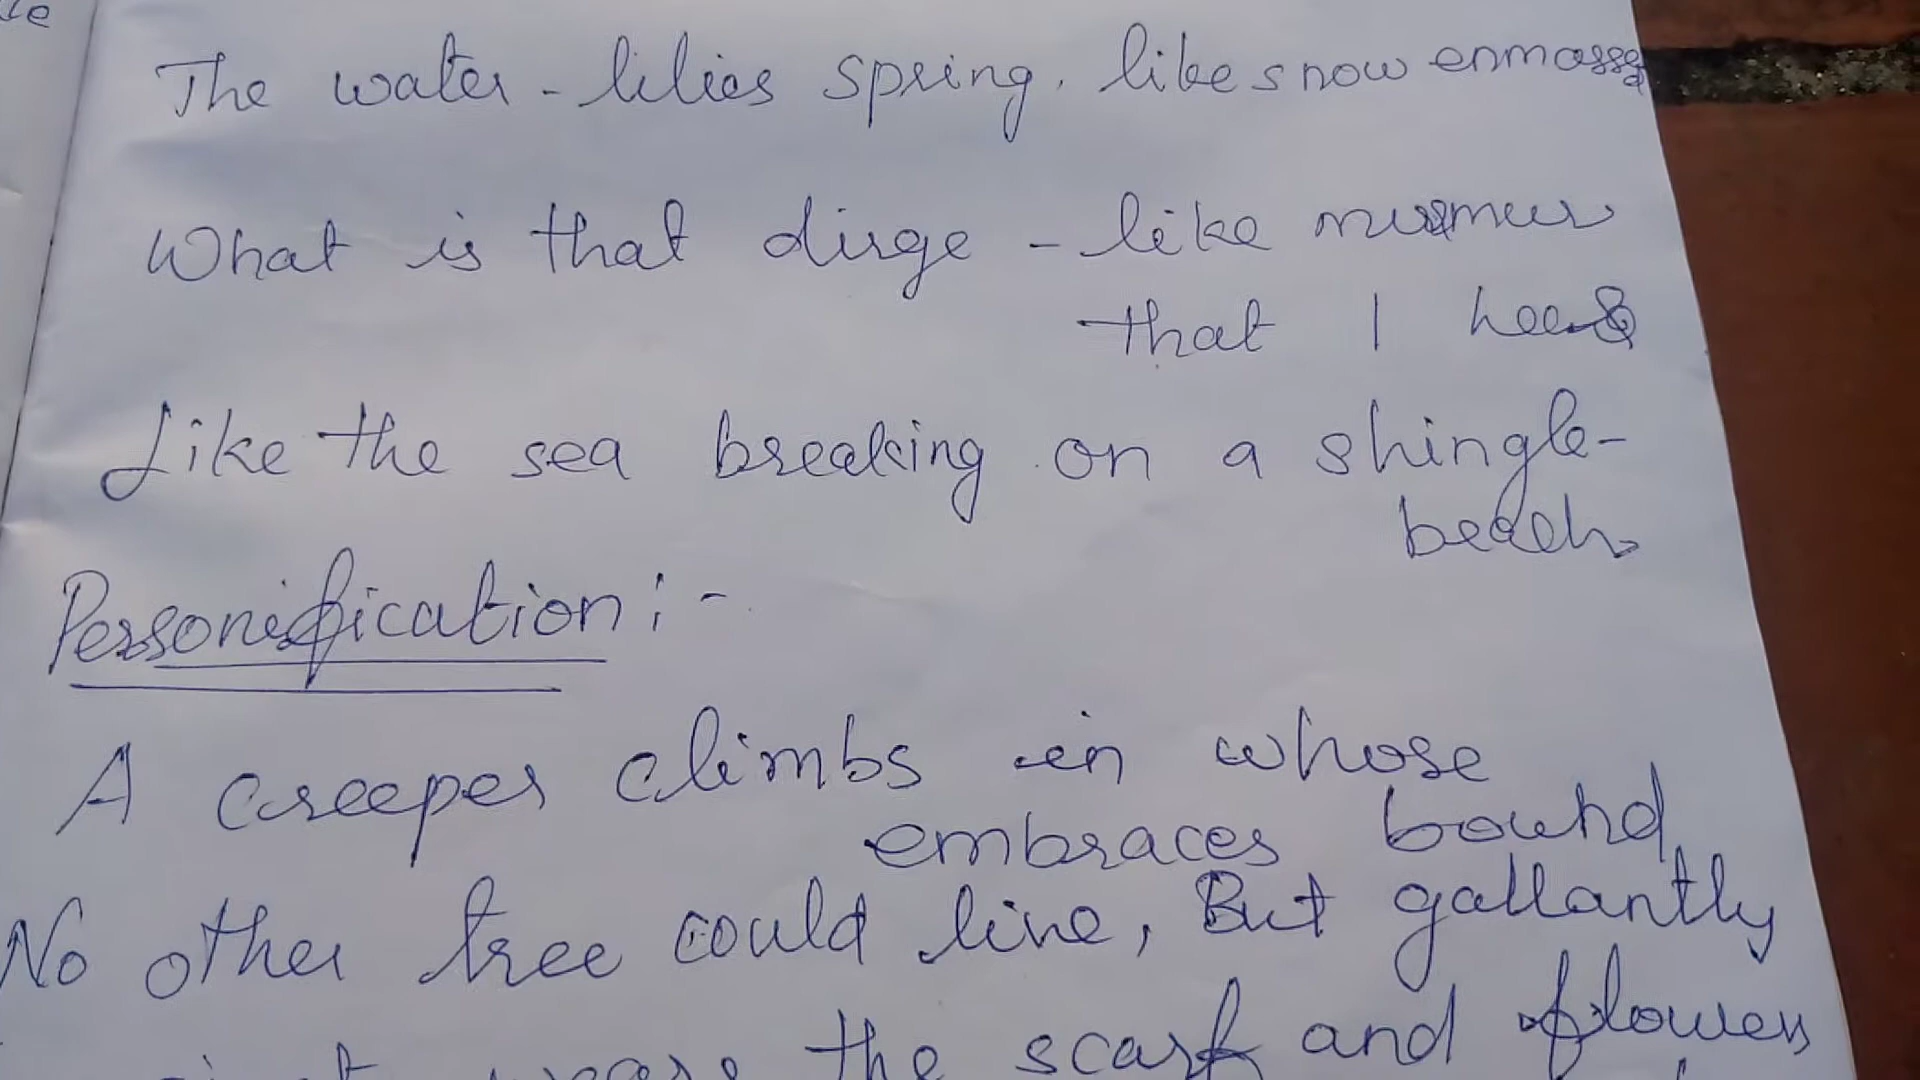 The water - lilies spring, like snow enmassed
What is that dirge - like murmur
that I hear
Like the sea breaking on a shingle-
beach
Personification :-
A creeper climbs in whose
embraces bound
No other tree could live, But gallantly
wears the scarf and flowers